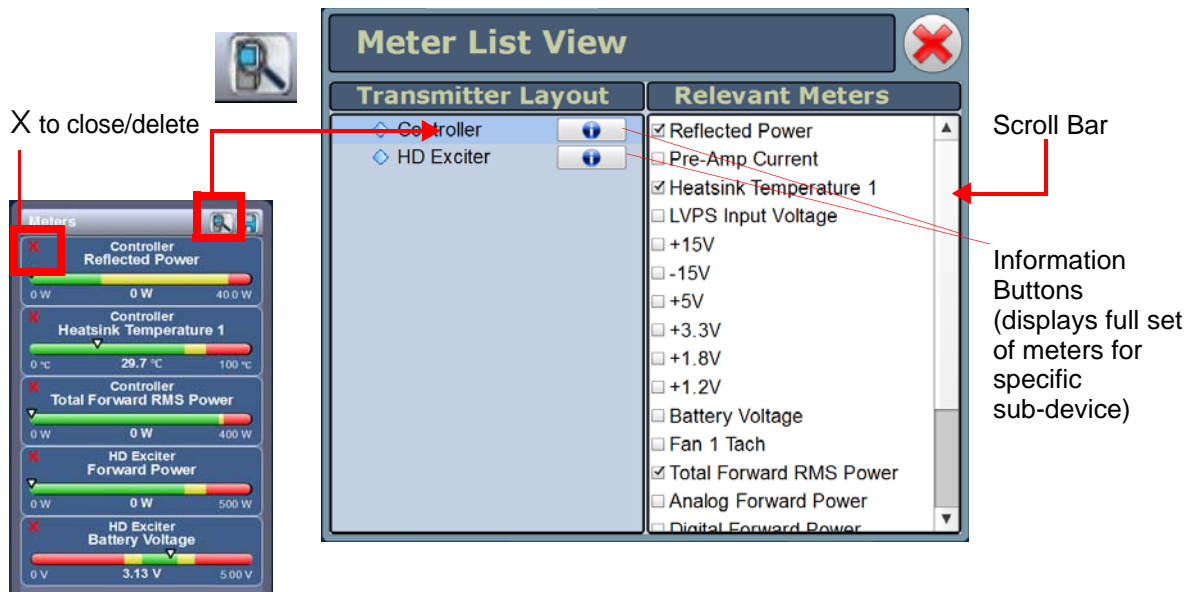 Meter List View
Transmitter Layout
Relevant Meters
X to close/delete
Controller
HD Exciter
Reflected Power
Pre-Amp Current
Heatsink Temperature 1
LVPS Input Voltage
+15V
-15V
+5V
+3.3V
+1.8V
+1.2V
Battery Voltage
Fan 1 Tach
Total Forward RMS Power
Analog Forward Power
Digital Forward Power
Scroll Bar
Information
Buttons
(displays full set
of meters for
specific
sub-device)
Meters
Controller
Reflected Power
0 W 0 W 40.0 W
Controller
Heatsink Temperature 1
0 °C 29.7 °C 100 °C
Controller
Total Forward RMS Power
0 W 0 W 400 W
HD Exciter
Forward Power
0 W 0 W 500 W
HD Exciter
Battery Voltage
0 V 3.13 V 5.00 V